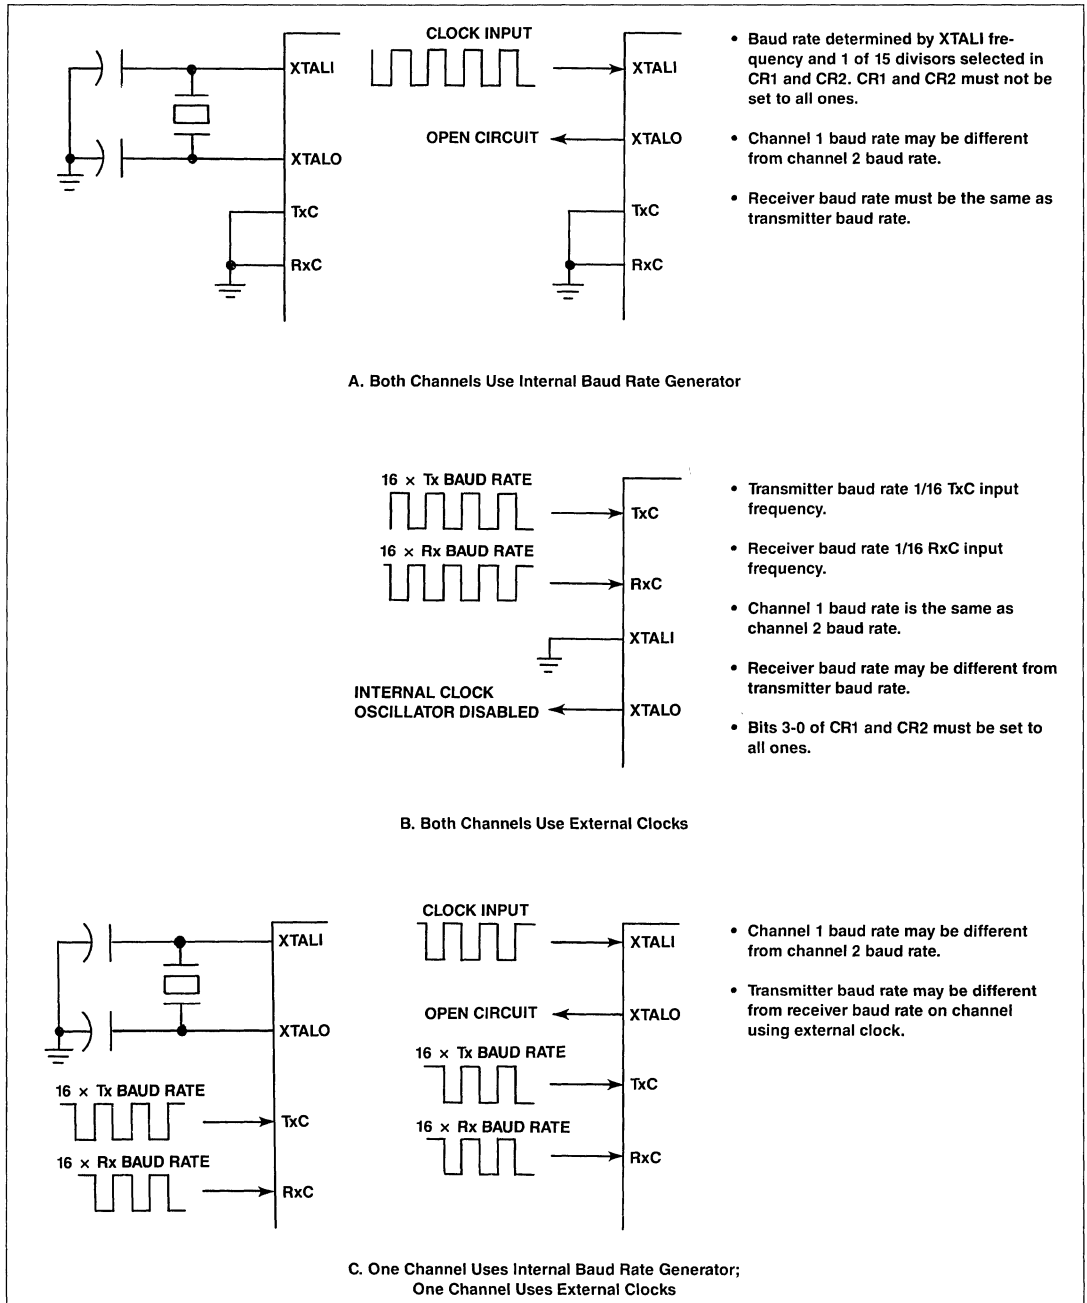 CLOCK INPUT
XTALI
XTALO
TxC
RxC
XTALI
OPEN CIRCUIT
XTALO
TxC
RxC
• Baud rate determined by XTALI fre-
quency and 1 of 15 divisors selected in
CR1 and CR2. CR1 and CR2 must not be
set to all ones.
• Channel 1 baud rate may be different
from channel 2 baud rate.
• Receiver baud rate must be the same as
transmitter baud rate.
A. Both Channels Use Internal Baud Rate Generator
16 × Tx BAUD RATE
TxC
16 × Rx BAUD RATE
RxC
XTALI
INTERNAL CLOCK
OSCILLATOR DISABLED
XTALO
• Transmitter baud rate 1/16 TxC input
frequency.
• Receiver baud rate 1/16 RxC input
frequency.
• Channel 1 baud rate is the same as
channel 2 baud rate.
• Receiver baud rate may be different from
transmitter baud rate.
• Bits 3-0 of CR1 and CR2 must be set to
all ones.
B. Both Channels Use External Clocks
XTALI
XTALO
16 × Tx BAUD RATE
TxC
16 × Rx BAUD RATE
RxC
CLOCK INPUT
XTALI
OPEN CIRCUIT
XTALO
16 × Tx BAUD RATE
TxC
16 × Rx BAUD RATE
RxC
• Channel 1 baud rate may be different
from channel 2 baud rate.
• Transmitter baud rate may be different
from receiver baud rate on channel
using external clock.
C. One Channel Uses Internal Baud Rate Generator;
One Channel Uses External Clocks